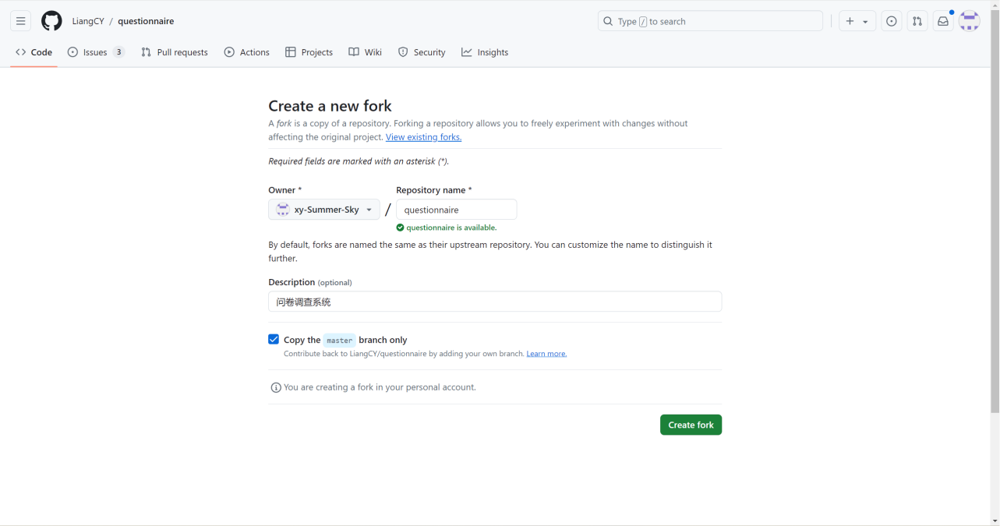 LiangCY / questionnaire
Type / to search
Code
Issues 3
Pull requests
Actions
Projects
Wiki
Security
Insights
Create a new fork
A fork is a copy of a repository. Forking a repository allows you to freely experiment with changes without
affecting the original project. View existing forks.
Required fields are marked with an asterisk (*).
Owner *
Repository name *
xy-Summer-Sky
/
questionnaire
questionnaire is available.
By default, forks are named the same as their upstream repository. You can customize the name to distinguish it
further.
Description (optional)
问卷调查系统
Copy the master branch only
Contribute back to LiangCY/questionnaire by adding your own branch. Learn more.
You are creating a fork in your personal account.
Create fork